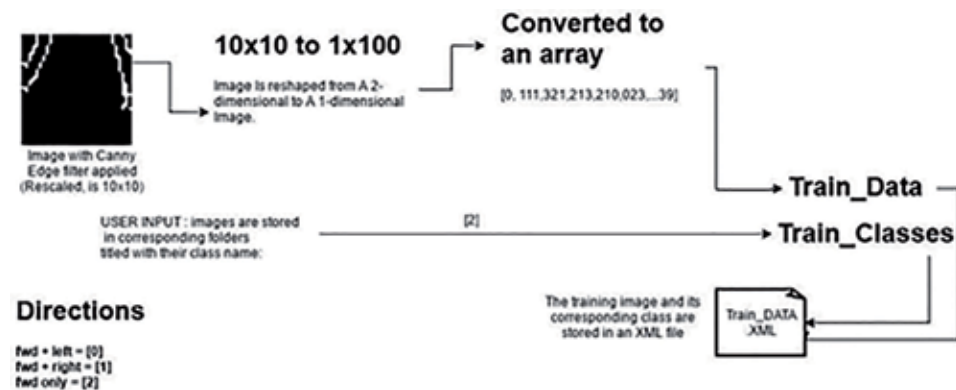 10x10 to 1x100
Image Is reshaped from A 2-
dimensional to A 1-dimensional
Image.
Converted to
an array
[0, 111,321,213,210,023,...39]
Image with Canny
Edge filter applied
(Rescaled, is 10x10)
Train_Data
USER INPUT : images are stored
in corresponding folders
titled with their class name:
[2]
Train_Classes
The training image and its
corresponding class are
stored in an XML file
Train_DATA
.XML
Directions
fwd + left = [0]
fwd + right = [1]
fwd only = [2]